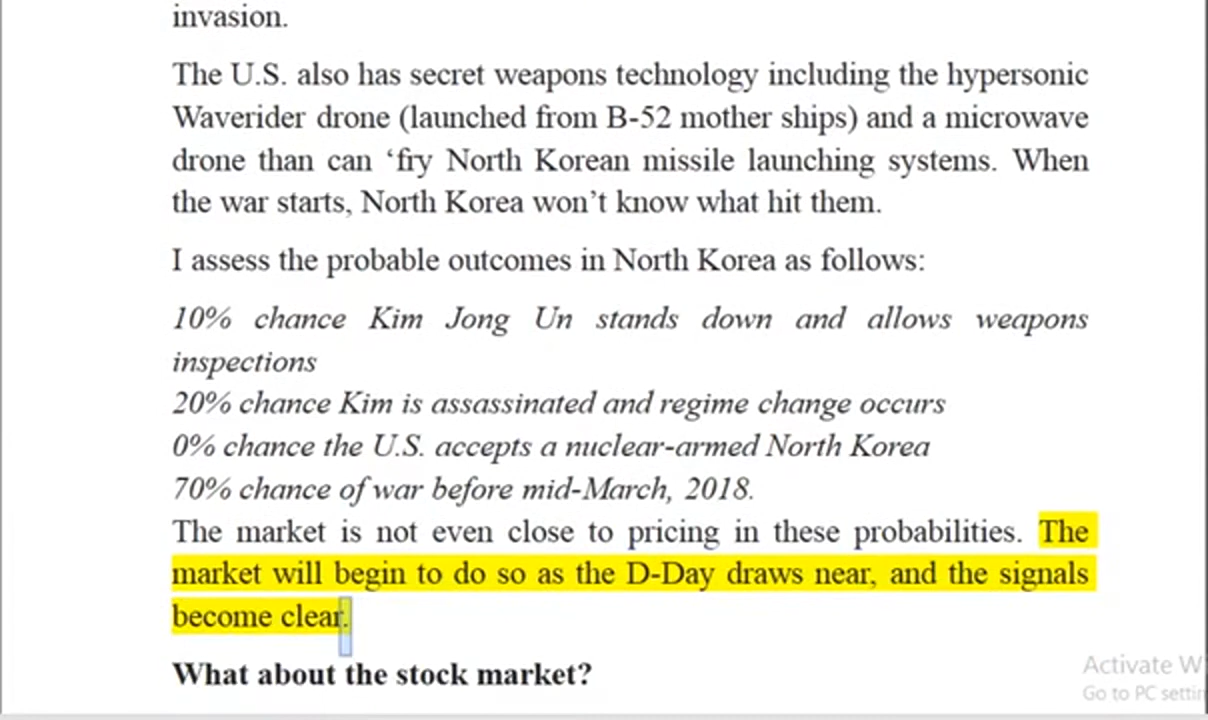 invasion.
The U.S. also has secret weapons technology including the hypersonic
Waverider drone (launched from B-52 mother ships) and a microwave
drone than can ‘fry North Korean missile launching systems. When
the war starts, North Korea won’t know what hit them.
I assess the probable outcomes in North Korea as follows:
10% chance Kim Jong Un stands down and allows weapons
inspections
20% chance Kim is assassinated and regime change occurs
0% chance the U.S. accepts a nuclear-armed North Korea
70% chance of war before mid-March, 2018.
The market is not even close to pricing in these probabilities. The
market will begin to do so as the D-Day draws near, and the signals
become clear.
What about the stock market?
Activate W
Go to PC settin